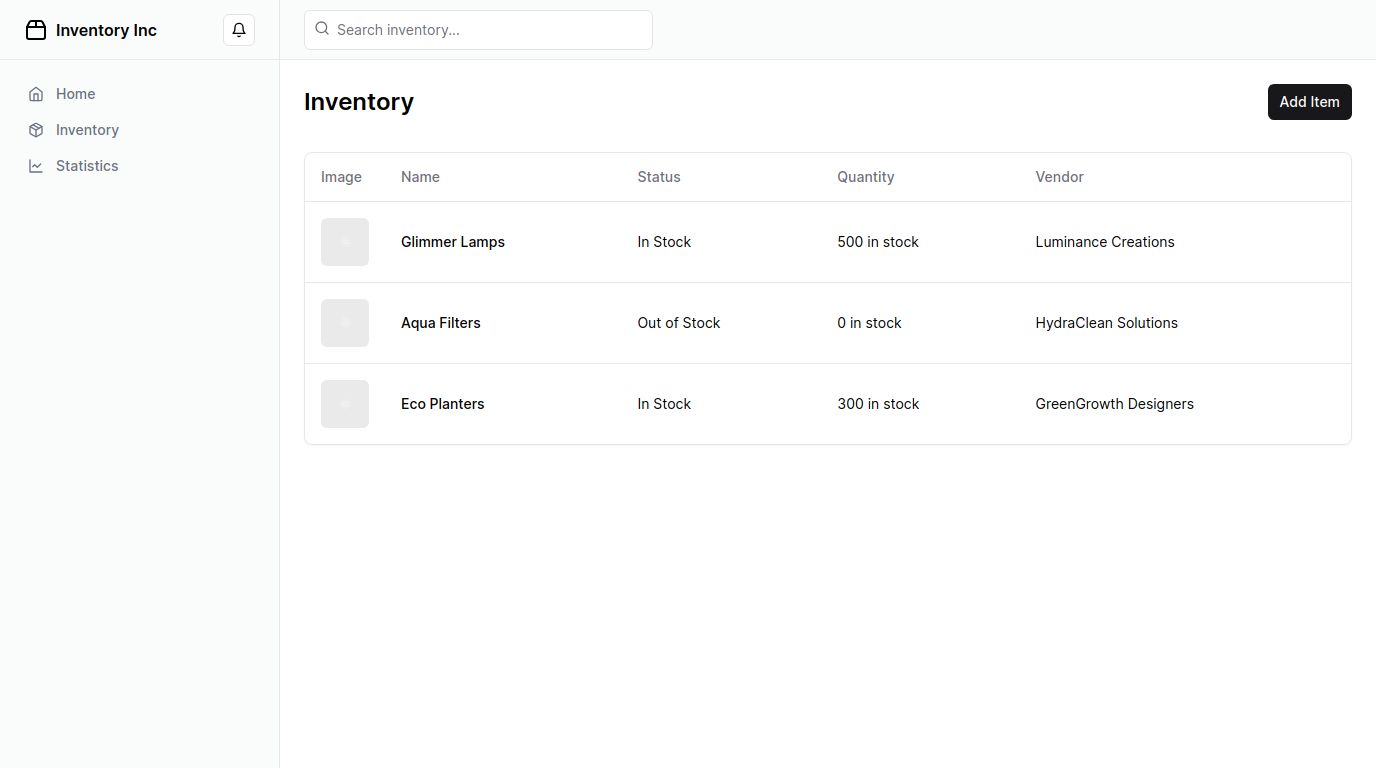 Inventory Inc
Search inventory...
Home
Inventory
Statistics
Inventory
Add Item
Image Name Status Quantity Vendor
Glimmer Lamps In Stock 500 in stock Luminance Creations
Aqua Filters Out of Stock 0 in stock HydraClean Solutions
Eco Planters In Stock 300 in stock GreenGrowth Designers